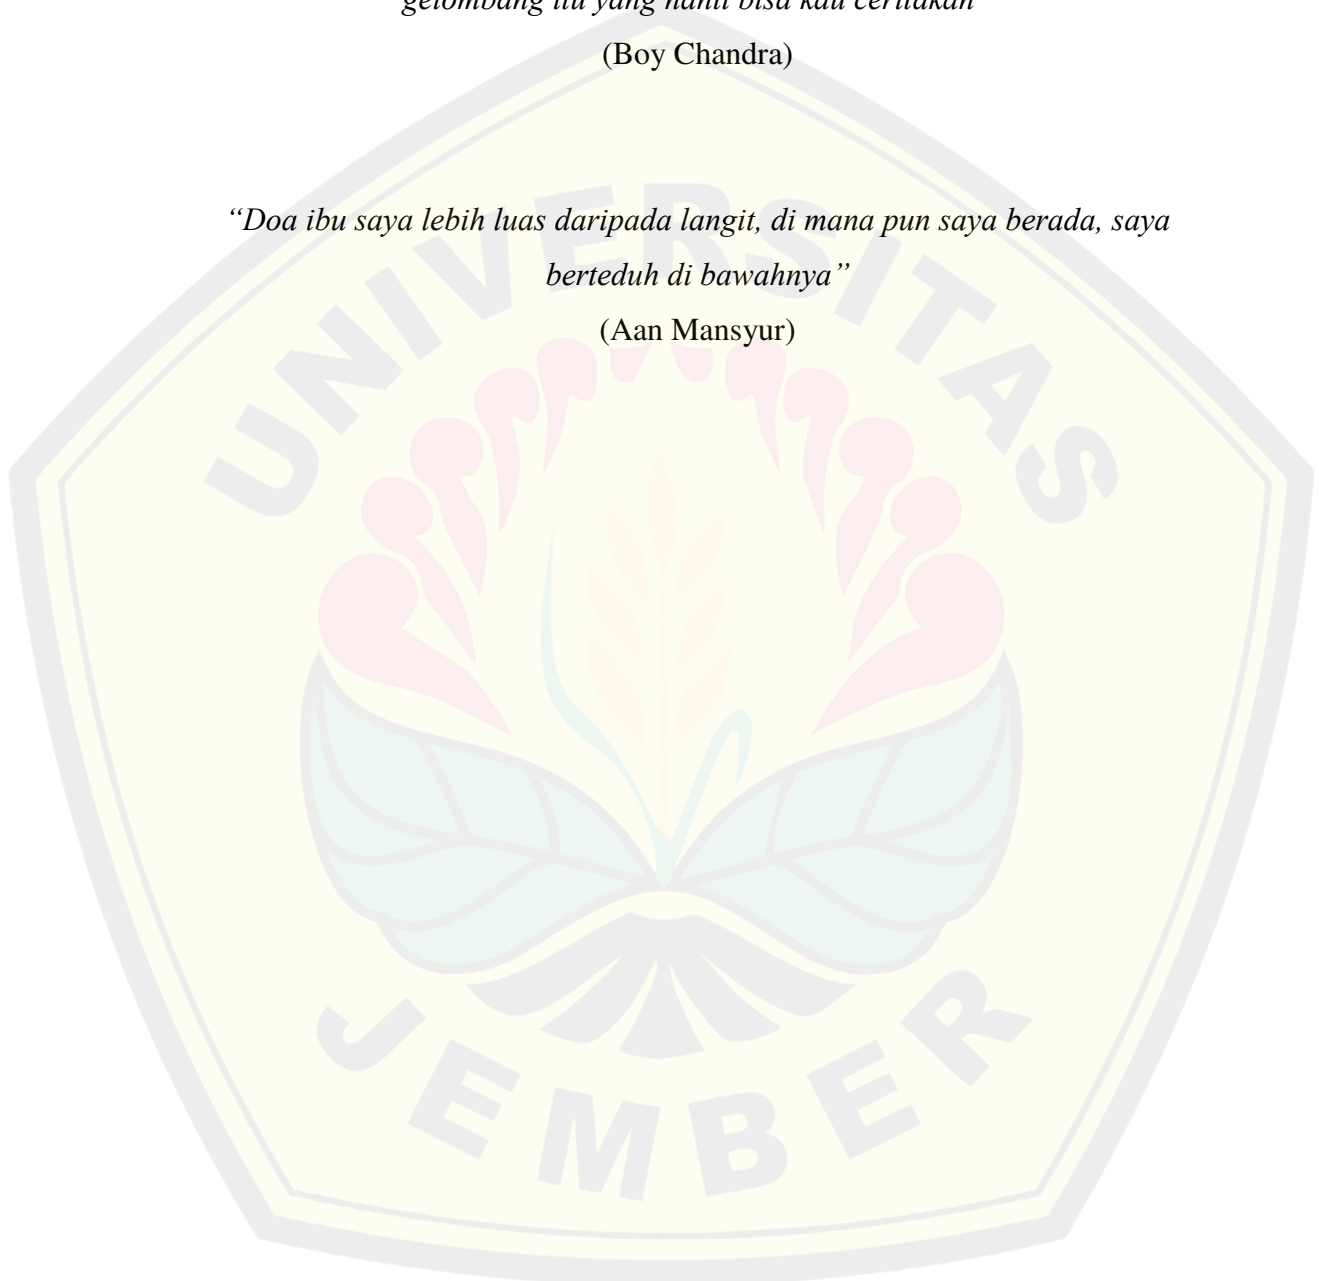 gelombang itu yang nanti bisa kau ceritakan”
(Boy Chandra)
“Doa ibu saya lebih luas daripada langit, di mana pun saya berada, saya
berteduh di bawahnya”
(Aan Mansyur)
UNIVERSITAS
JEMBER